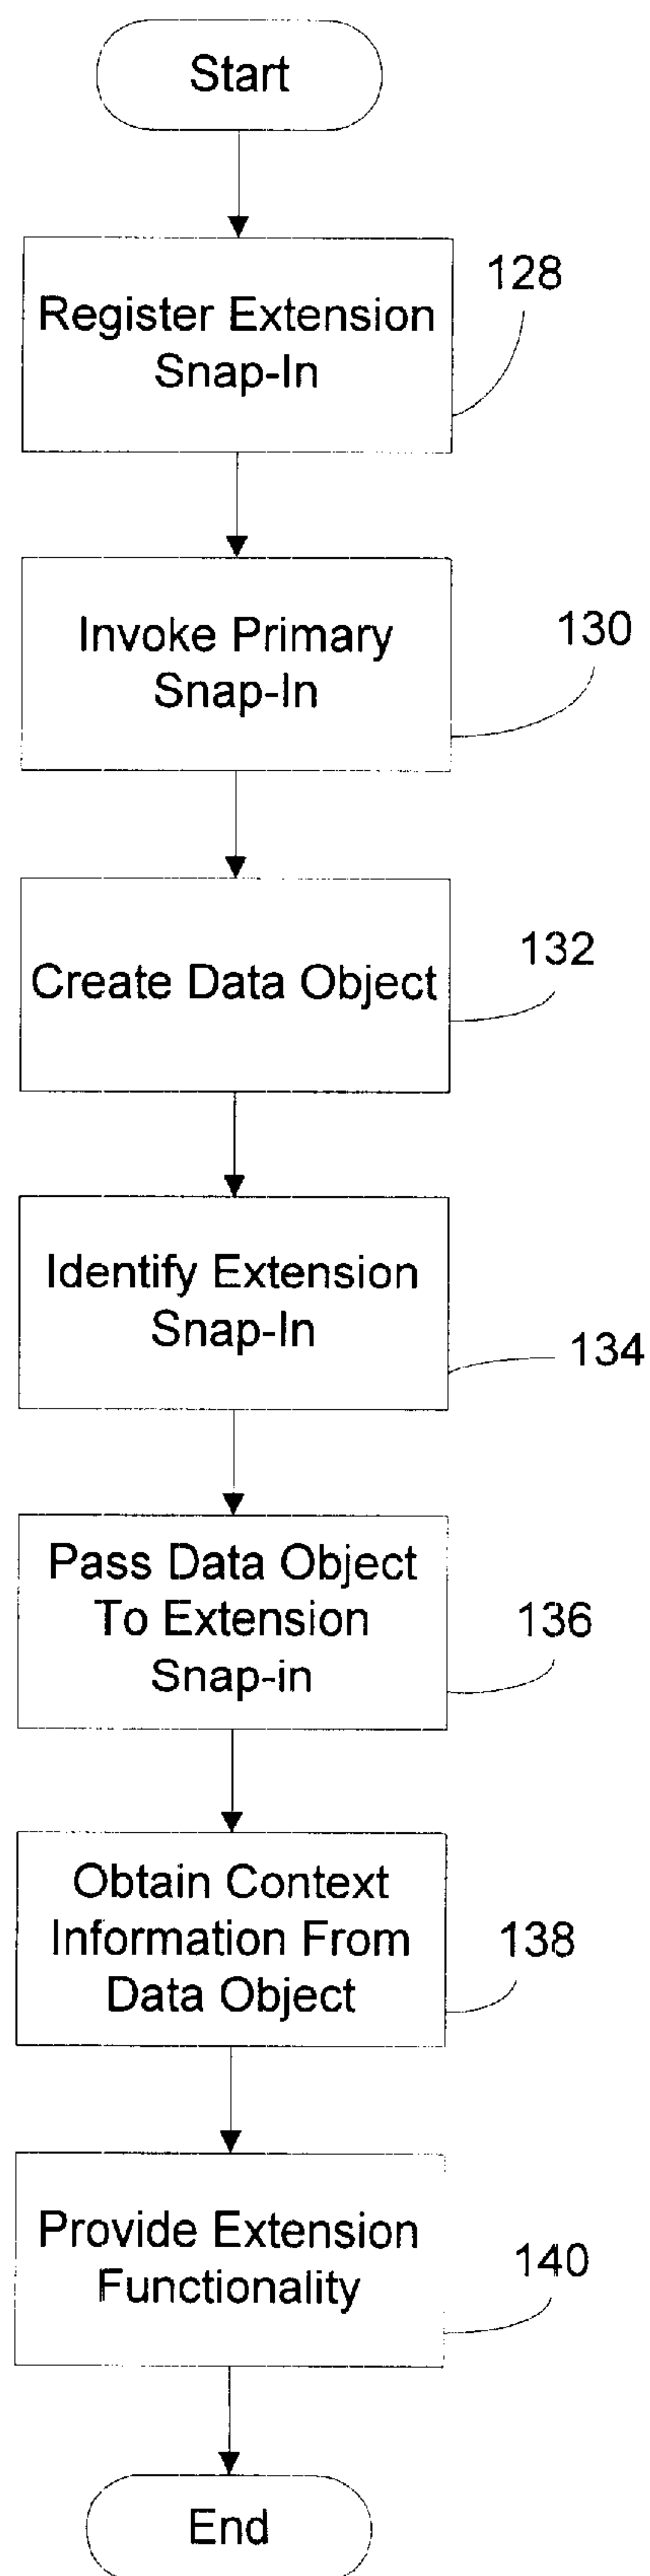 Start
Register Extension
Snap-In
128
Invoke Primary
Snap-In
130
Create Data Object
132
Identify Extension
Snap-In
134
Pass Data Object
To Extension
Snap-in
136
Obtain Context
Information From
Data Object
138
Provide Extension
Functionality
140
End